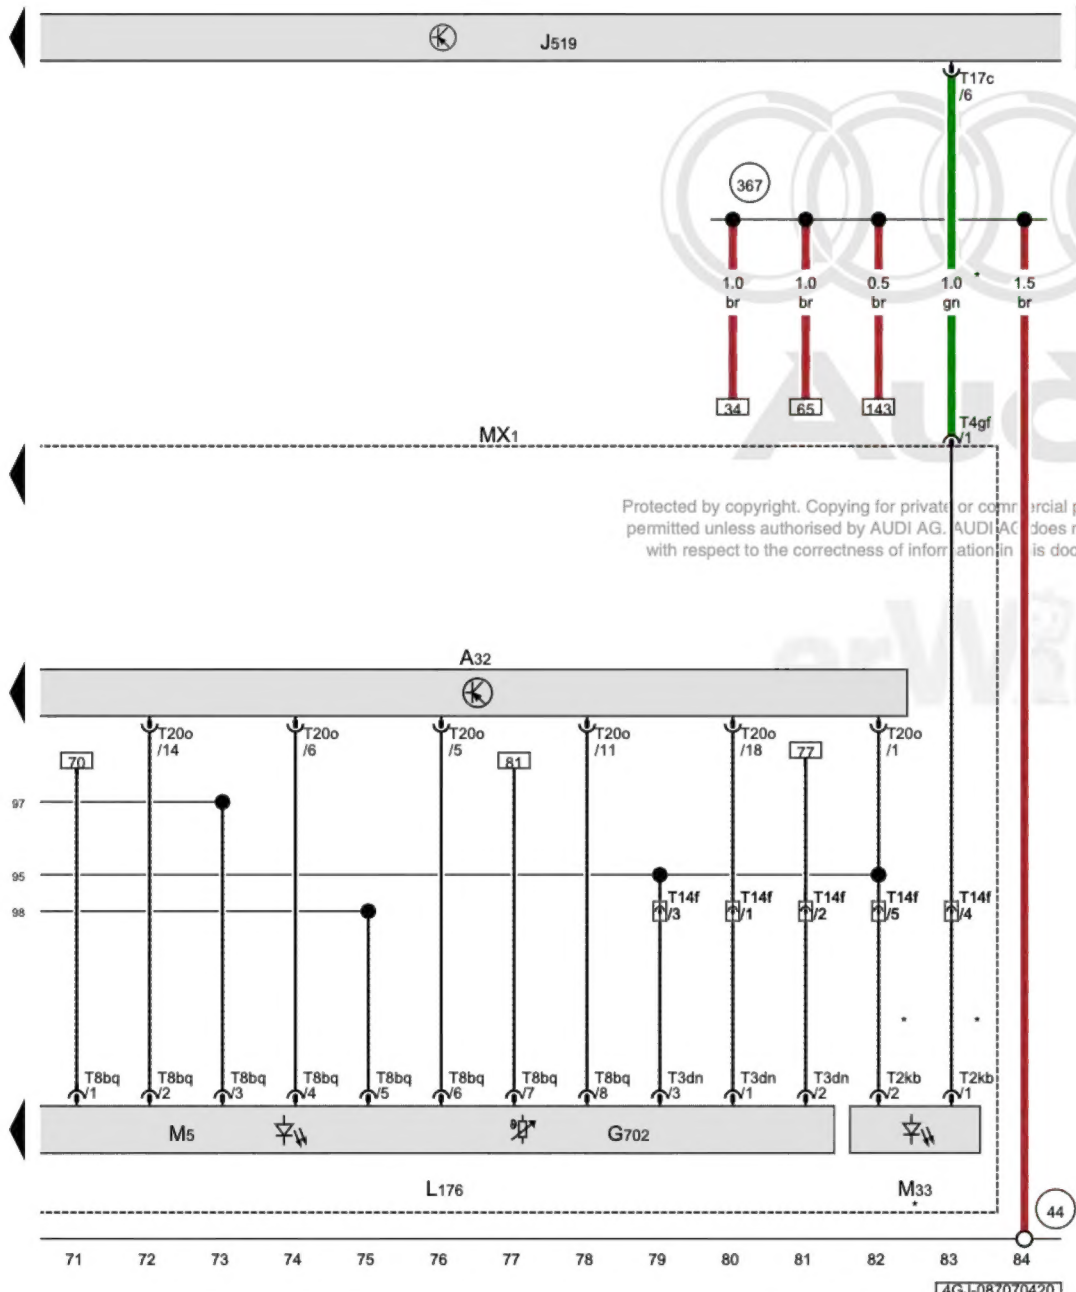 J519
T17c
/6
367
1.0 1.0 0.5 1.0 * 1.5
br br br gn br
34 65 143
Aud
MX1
T4gf
/1
Protected by copyright. Copying for private or commercial p
permitted unless authorised by AUDI AG. AUDI AG does n
with respect to the correctness of information in this doc
erWi
A32
T20o T20o T20o T20o T20o T20o
/14 /6 /5 /11 /18 /1
70 81 77
97
95
98
T14f T14f T14f T14f T14f
/3 /1 /2 /5 /4
* *
T8bq T8bq T8bq T8bq T8bq T8bq T8bq T8bq T3dn T3dn T3dn T2kb T2kb
/1 /2 /3 /4 /5 /6 /7 /8 /3 /1 /2 /2 /1
M5 G702
L176 M33
*
44
71 72 73 74 75 76 77 78 79 80 81 82 83 84
4GJ-087070420